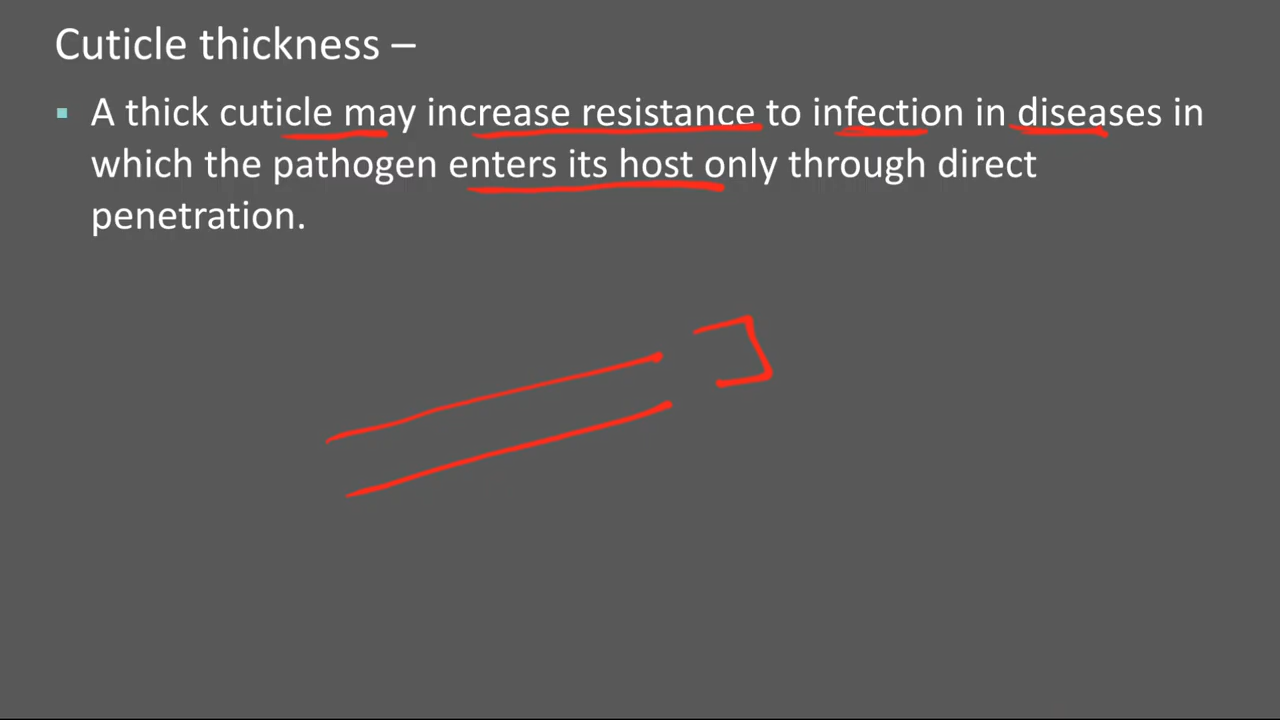 Cuticle thickness –
▪ A thick cuticle may increase resistance to infection in diseases in
which the pathogen enters its host only through direct
penetration.